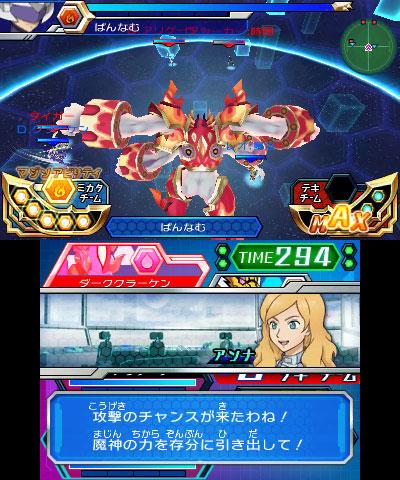 ばんなむ
タイガ
マジンアビリティ
ミカタ
チーム
テキ
チーム
MAX
ばんなむ
TIME 294
ダーククラーケン
アンナ
こうげき き
攻撃のチャンスが来たわね！
まじん ちから ぞんぶん ひ だ
魔神の力を存分に引き出して！